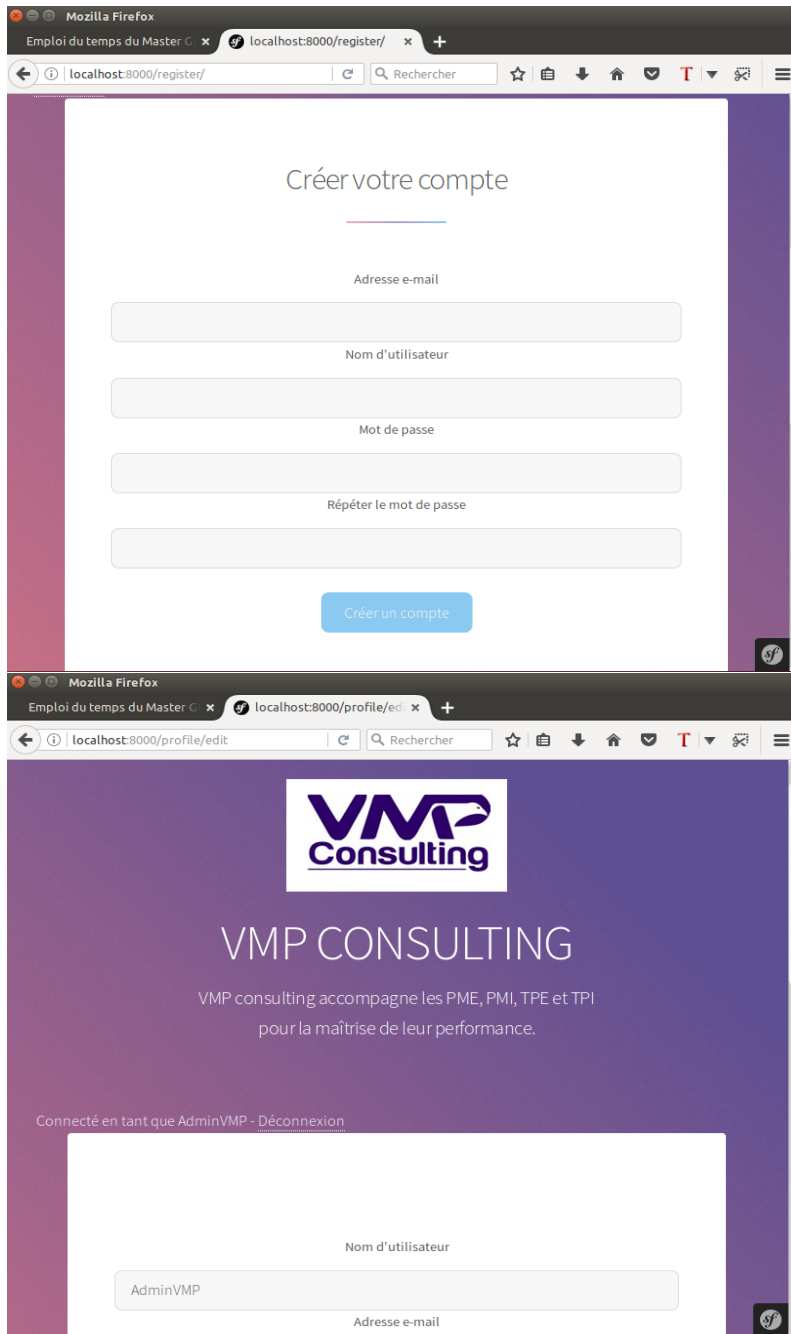 Mozilla Firefox
Emploi du temps du Master G
localhost:8000/register/
localhost:8000/register/
Rechercher
Créer votre compte
Adresse e-mail
Nom d'utilisateur
Mot de passe
Répéter le mot de passe
Créer un compte
sf
Mozilla Firefox
Emploi du temps du Master G
localhost:8000/profile/edi
localhost:8000/profile/edit
Rechercher
VMP
Consulting
VMP CONSULTING
VMP consulting accompagne les PME, PMI, TPE et TPI
pour la maîtrise de leur performance.
Connecté en tant que AdminVMP - Déconnexion
Nom d'utilisateur
AdminVMP
Adresse e-mail
sf